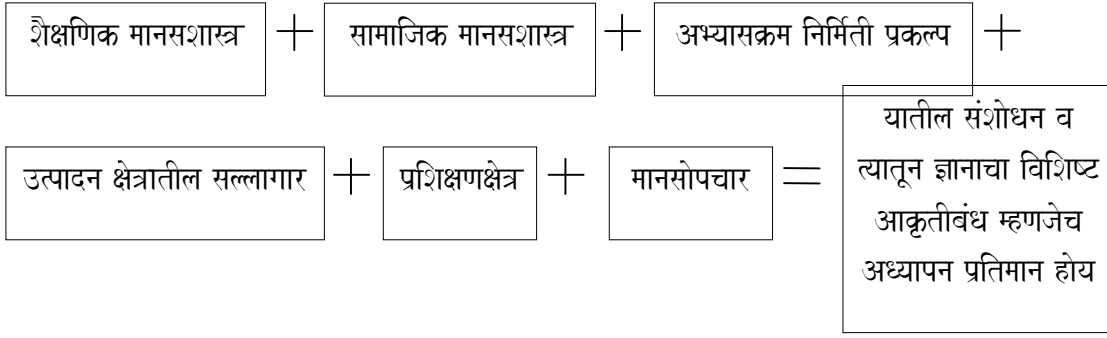 शैक्षणिक मानसशास्त्र + सामाजिक मानसशास्त्र + अभ्यासक्रम निर्मिती प्रकल्प +
उत्पादन क्षेत्रातील सल्लागार + प्रशिक्षणक्षेत्र + मानसोपचार =
यातील संशोधन व
त्यातून ज्ञानाचा विशिष्ट
आकृतीबंध म्हणजेच
अध्यापन प्रतिमान होय